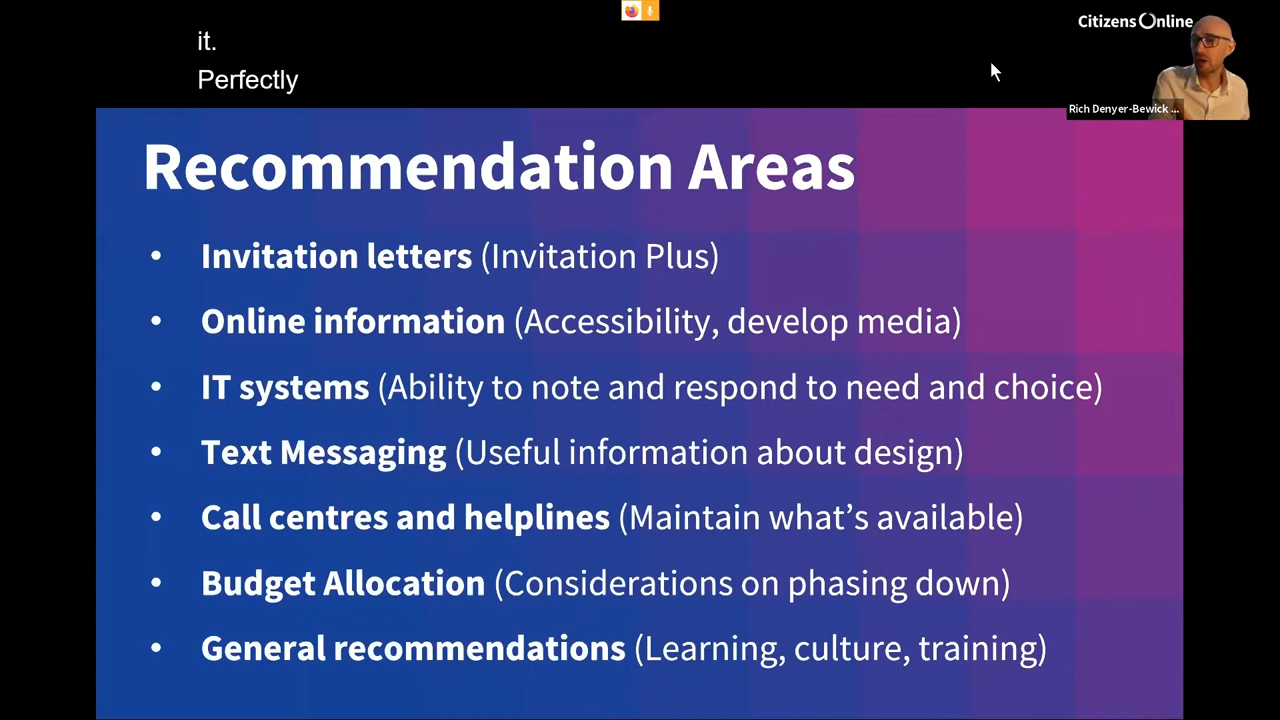 it.
Perfectly
Citizens Online
Rich Denyer-Bewick ...
Recommendation Areas
• Invitation letters (Invitation Plus)
• Online information (Accessibility, develop media)
• IT systems (Ability to note and respond to need and choice)
• Text Messaging (Useful information about design)
• Call centres and helplines (Maintain what’s available)
• Budget Allocation (Considerations on phasing down)
• General recommendations (Learning, culture, training)